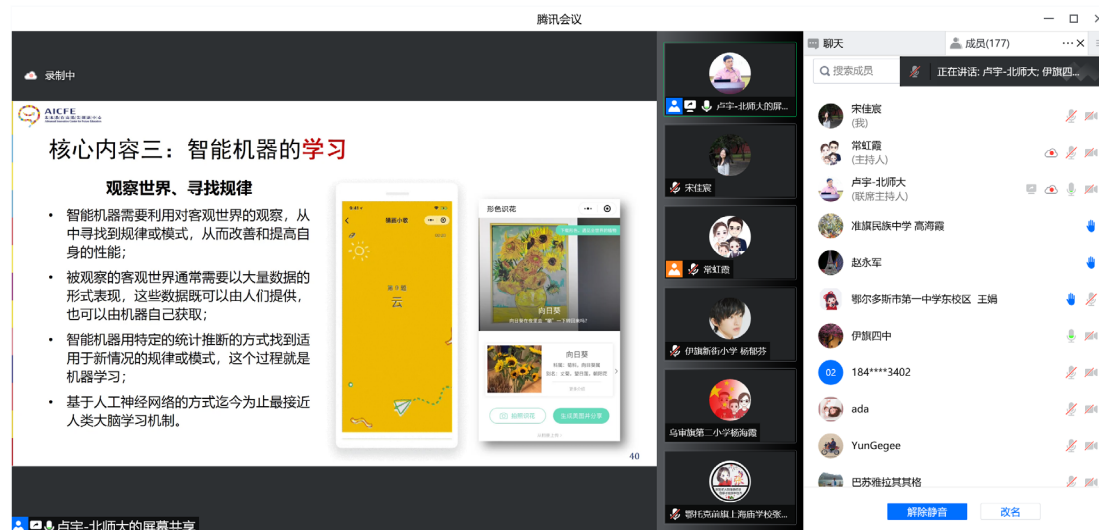 腾讯会议
录制中
AICFE
核心内容三：智能机器的学习
观察世界、寻找规律
• 智能机器需要利用对客观世界的观察，从
中寻找到规律或模式，从而改善和提高自
身的性能；
• 被观察的客观世界通常需要以大量数据的
形式表现，这些数据既可以由人们提供，
也可以由机器自己获取；
• 智能机器用特定的统计推断的方式找到适
用于新情况的规律或模式，这个过程就是
机器学习；
• 基于人工神经网络的方式迄今为止最接近
人类大脑学习机制。
猜画小歌
云
形色识花
向日葵
向日葵
生成美图并分享
40
卢宇-北师大的屏幕共享
卢宇-北师大的屏...
宋佳宸
常虹霞
伊旗新街小学 杨郁芬
乌审旗第二小学杨海霞
鄂托克前旗上海庙学校张...
聊天
成员(177)
搜索成员
正在讲话: 卢宇-北师大; 伊旗四...
宋佳宸
(我)
常虹霞
(主持人)
卢宇-北师大
(联席主持人)
准旗民族中学 高海霞
赵永军
鄂尔多斯市第一中学东校区 王娟
伊旗四中
02
184****3402
ada
YunGegee
巴苏雅拉其其格
解除静音
改名